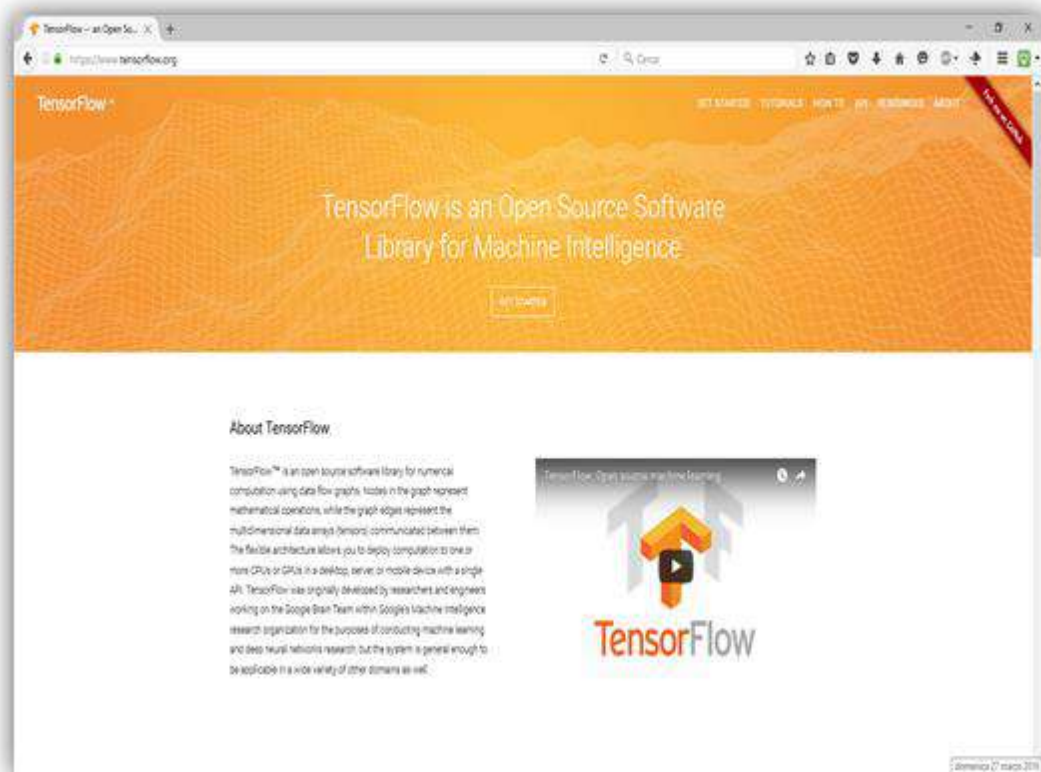 TensorFlow – an Open So...
https://www.tensorflow.org
Cerca
TensorFlow™
GET STARTED TUTORIALS HOW TO API RESOURCES ABOUT
Fork me on GitHub
TensorFlow is an Open Source Software
Library for Machine Intelligence
GET STARTED
About TensorFlow
TensorFlow™ is an open source software library for numerical
computation using data flow graphs. Nodes in the graph represent
mathematical operations, while the graph edges represent the
multidimensional data arrays (tensors) communicated between them.
The flexible architecture allows you to deploy computation to one or
more CPUs or GPUs in a desktop, server, or mobile device with a single
API. TensorFlow was originally developed by researchers and engineers
working on the Google Brain Team within Google's Machine Intelligence
research organization for the purposes of conducting machine learning
and deep neural networks research, but the system is general enough to
be applicable in a wide variety of other domains as well.
TensorFlow: Open source machine learning
TensorFlow
domenica 27 marzo 2016